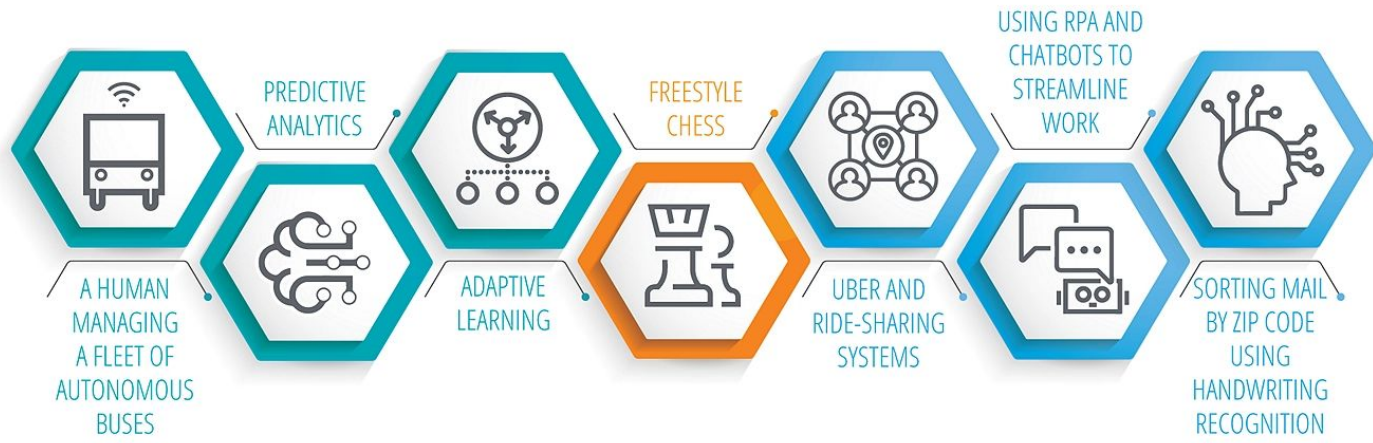 A HUMAN
MANAGING
A FLEET OF
AUTONOMOUS
BUSES
PREDICTIVE
ANALYTICS
ADAPTIVE
LEARNING
FREESTYLE
CHESS
UBER AND
RIDE-SHARING
SYSTEMS
USING RPA AND
CHATBOTS TO
STREAMLINE
WORK
SORTING MAIL
BY ZIP CODE
USING
HANDWRITING
RECOGNITION